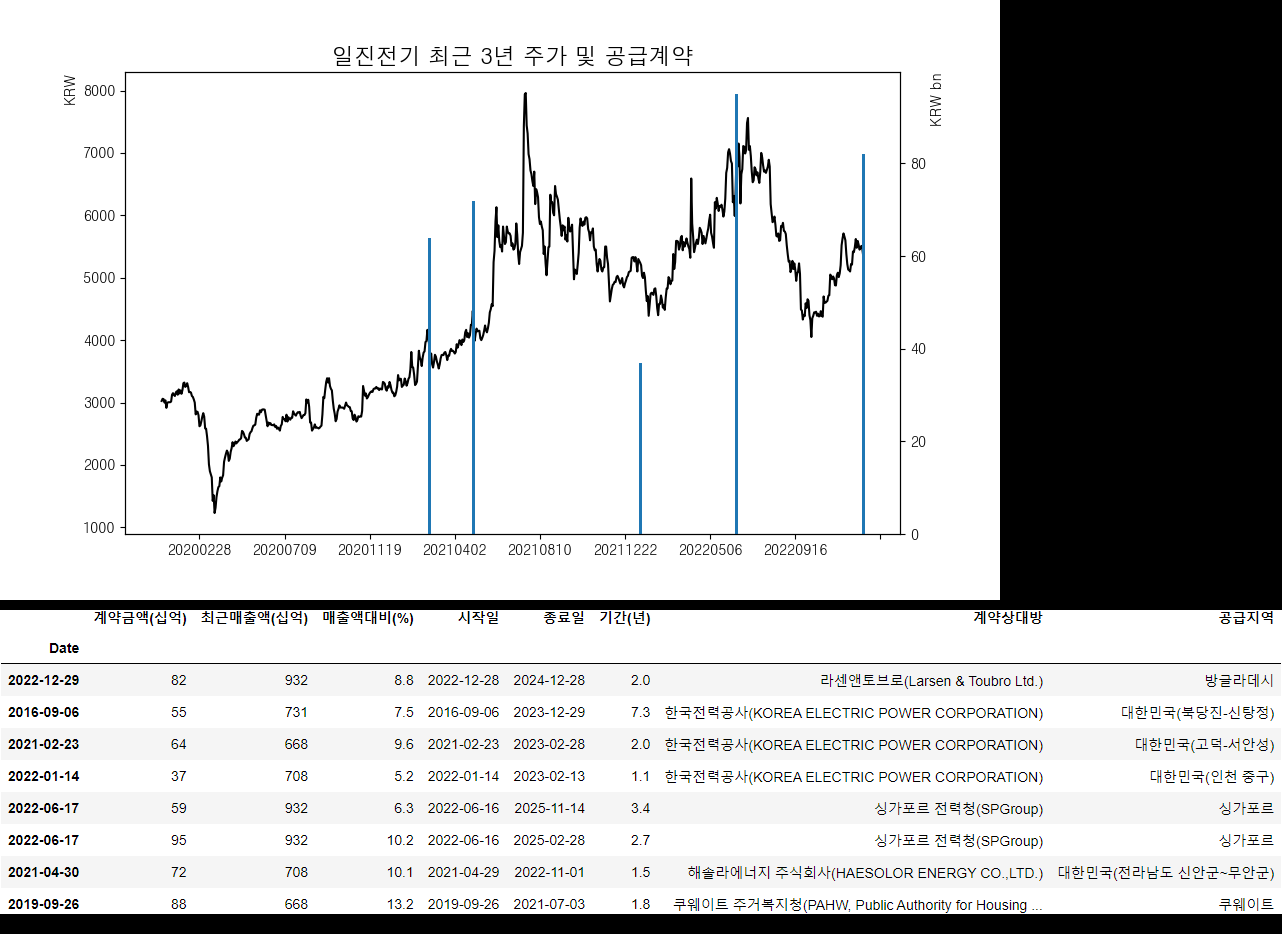 일진전기 최근 3년 주가 및 공급계약
KRW
KRW bn
8000
7000
6000
5000
4000
3000
2000
1000
80
60
40
20
0
20200228 20200709 20201119 20210402 20210810 20211222 20220506 20220916
계약금액(십억) 최근매출액(십억) 매출액대비(%) 시작일 종료일 기간(년) 계약상대방 공급지역
Date
2022-12-29 82 932 8.8 2022-12-28 2024-12-28 2.0 라센앤토브로(Larsen & Toubro Ltd.) 방글라데시
2016-09-06 55 731 7.5 2016-09-06 2023-12-29 7.3 한국전력공사(KOREA ELECTRIC POWER CORPORATION) 대한민국(북당진-신탕정)
2021-02-23 64 668 9.6 2021-02-23 2023-02-28 2.0 한국전력공사(KOREA ELECTRIC POWER CORPORATION) 대한민국(고덕-서안성)
2022-01-14 37 708 5.2 2022-01-14 2023-02-13 1.1 한국전력공사(KOREA ELECTRIC POWER CORPORATION) 대한민국(인천 중구)
2022-06-17 59 932 6.3 2022-06-16 2025-11-14 3.4 싱가포르 전력청(SPGroup) 싱가포르
2022-06-17 95 932 10.2 2022-06-16 2025-02-28 2.7 싱가포르 전력청(SPGroup) 싱가포르
2021-04-30 72 708 10.1 2021-04-29 2022-11-01 1.5 해솔라에너지 주식회사(HAESOLOR ENERGY CO.,LTD.) 대한민국(전라남도 신안군~무안군)
2019-09-26 88 668 13.2 2019-09-26 2021-07-03 1.8 쿠웨이트 주거복지청(PAHW, Public Authority for Housing ... 쿠웨이트